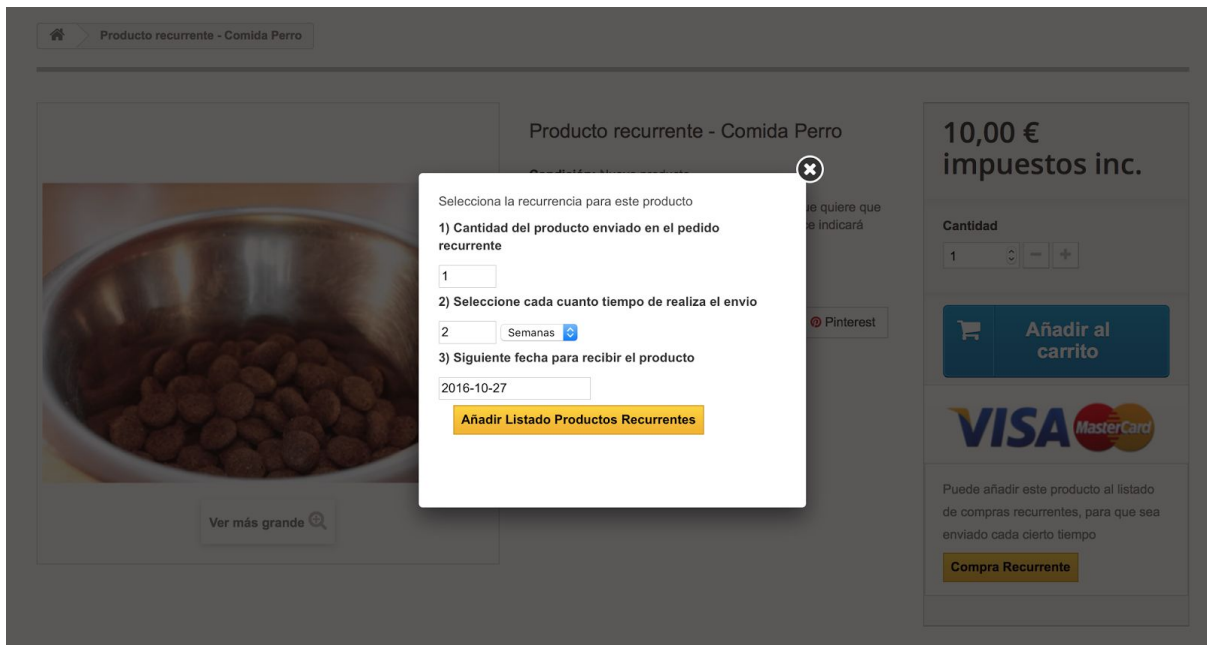 Producto recurrente - Comida Perro
Producto recurrente - Comida Perro
10,00 €
impuestos inc.
Selecciona la recurrencia para este producto
1) Cantidad del producto enviado en el pedido
recurrente
1
2) Seleccione cada cuanto tiempo de realiza el envio
2 Semanas
3) Siguiente fecha para recibir el producto
2016-10-27
Añadir Listado Productos Recurrentes
ue quiere que
indicará
Pinterest
Ver más grande
Cantidad
1
Añadir al
carrito
VISA MasterCard
Puede añadir este producto al listado
de compras recurrentes, para que sea
enviado cada cierto tiempo
Compra Recurrente